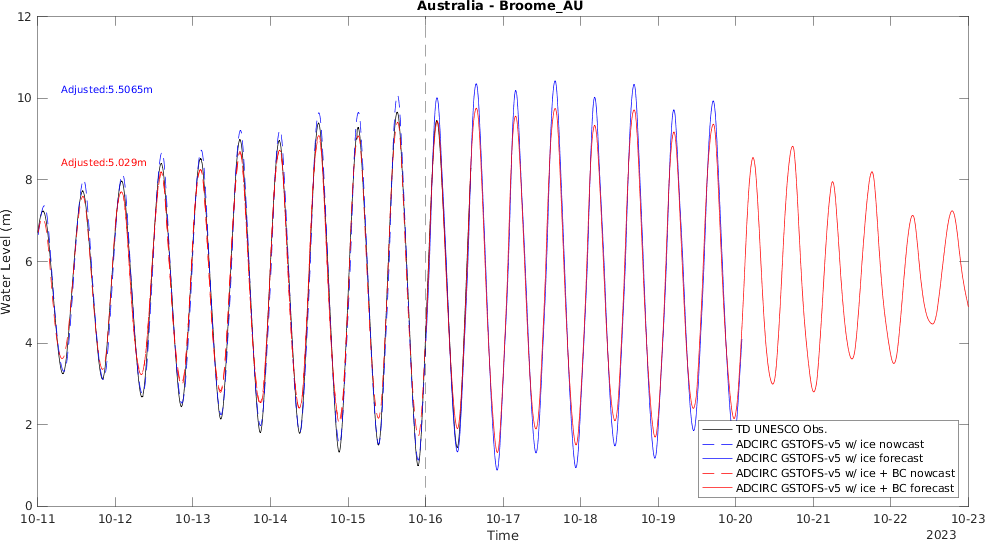 Australia - Broome_AU
12
10
8
6
4
2
0
Water Level (m)
Adjusted:5.5065m
Adjusted:5.029m
TD UNESCO Obs.
ADCIRC GSTOFS-v5 w/ ice nowcast
ADCIRC GSTOFS-v5 w/ ice forecast
ADCIRC GSTOFS-v5 w/ ice + BC nowcast
ADCIRC GSTOFS-v5 w/ ice + BC forecast
10-11 10-12 10-13 10-14 10-15 10-16 10-17 10-18 10-19 10-20 10-21 10-22 10-23
Time
2023